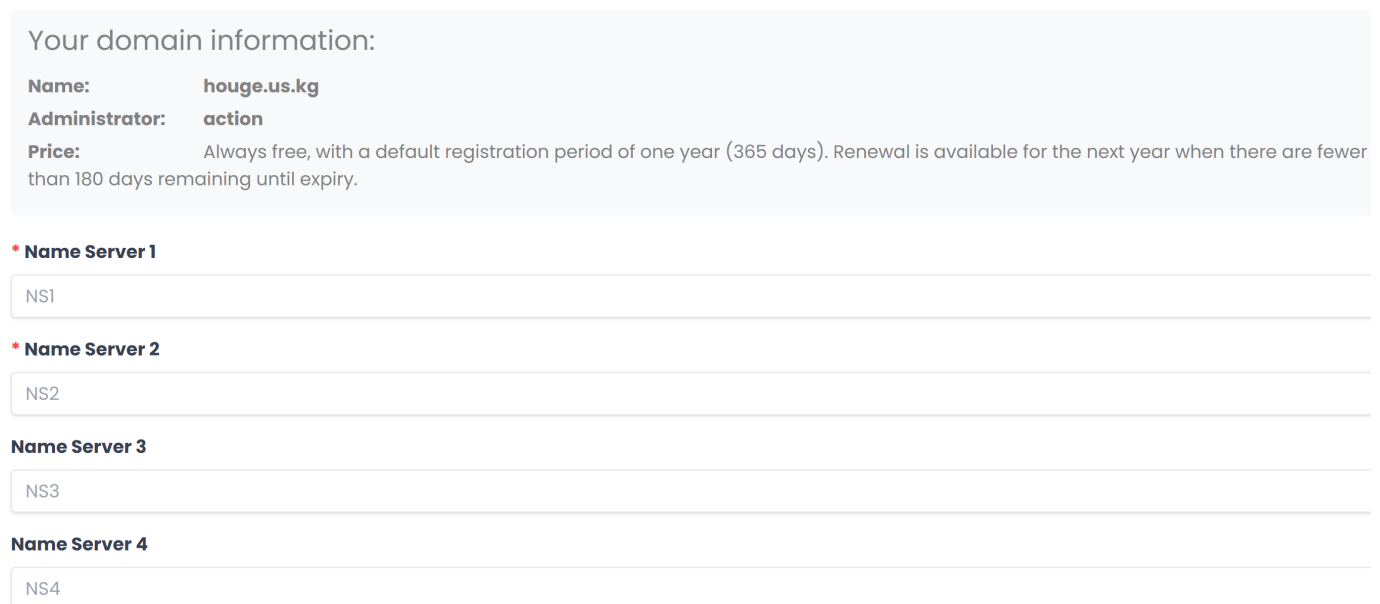 Your domain information:
Name: houge.us.kg
Administrator: action
Price: Always free, with a default registration period of one year (365 days). Renewal is available for the next year when there are fewer
than 180 days remaining until expiry.
* Name Server 1
NS1
* Name Server 2
NS2
Name Server 3
NS3
Name Server 4
NS4